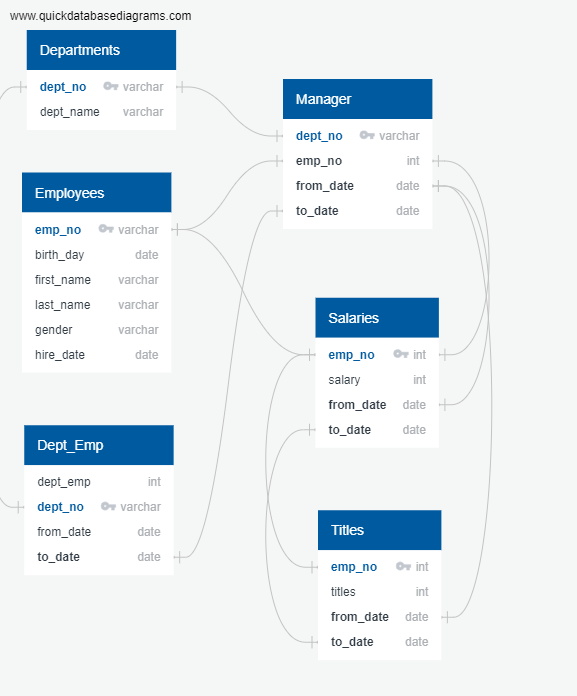 www.quickdatabasediagrams.com
Departments
dept_no varchar
dept_name varchar
Manager
dept_no varchar
emp_no int
from_date date
to_date date
Employees
emp_no varchar
birth_day date
first_name varchar
last_name varchar
gender varchar
hire_date date
Salaries
emp_no int
salary int
from_date date
to_date date
Dept_Emp
dept_emp int
dept_no varchar
from_date date
to_date date
Titles
emp_no int
titles int
from_date date
to_date date